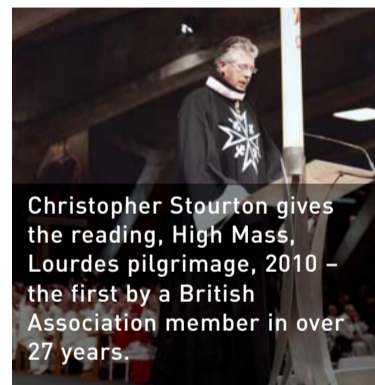 Christopher Stourton gives
the reading, High Mass,
Lourdes pilgrimage, 2010 –
the first by a British
Association member in over
27 years.